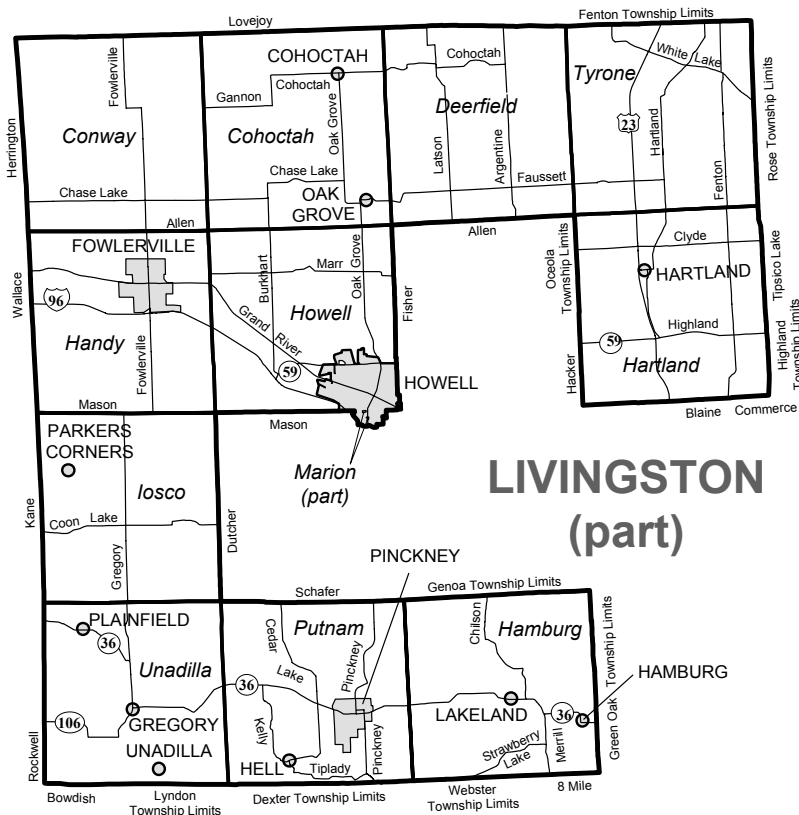 Lovejoy
Fenton Township Limits
COHOCTAH
Cohoctah
White Lake
Fowlerville
Gannon
Cohoctah
Tyrone
Deerfield
Herrington
Conway
Cohoctah
Oak Grove
Latson
Argentine
23
Hartland
Fenton
Rose Township Limits
Chase Lake
Faussett
Chase Lake
OAK
GROVE
Allen
Allen
FOWLERVILLE
Oceola
Township Limits
Clyde
Tipsico Lake
Wallace
96
Burkhart
Marr
Oak Grove
Howell
Fisher
HARTLAND
Grand River
Handy
Fowlerville
59
59
Highland
Hartland
Highland
Township Limits
HOWELL
Hacker
Mason
Mason
Blaine
Commerce
PARKERS
CORNERS
Marion
(part)
Iosco
LIVINGSTON
(part)
Kane
Coon Lake
Dutcher
Gregory
PINCKNEY
Schafer
Genoa Township Limits
PLAINFIELD
36
Unadilla
Putnam
Cedar Lake
Pinckney
Chilson
Hamburg
Green Oak Township Limits
36
HAMBURG
106
GREGORY
UNADILLA
Kelly
LAKELAND
36
Merrill
Strawberry
Lake
Rockwell
HELL
Tiplady
Pinckney
Bowdish
Lyndon
Township Limits
Dexter Township Limits
Webster
Township Limits
8 Mile